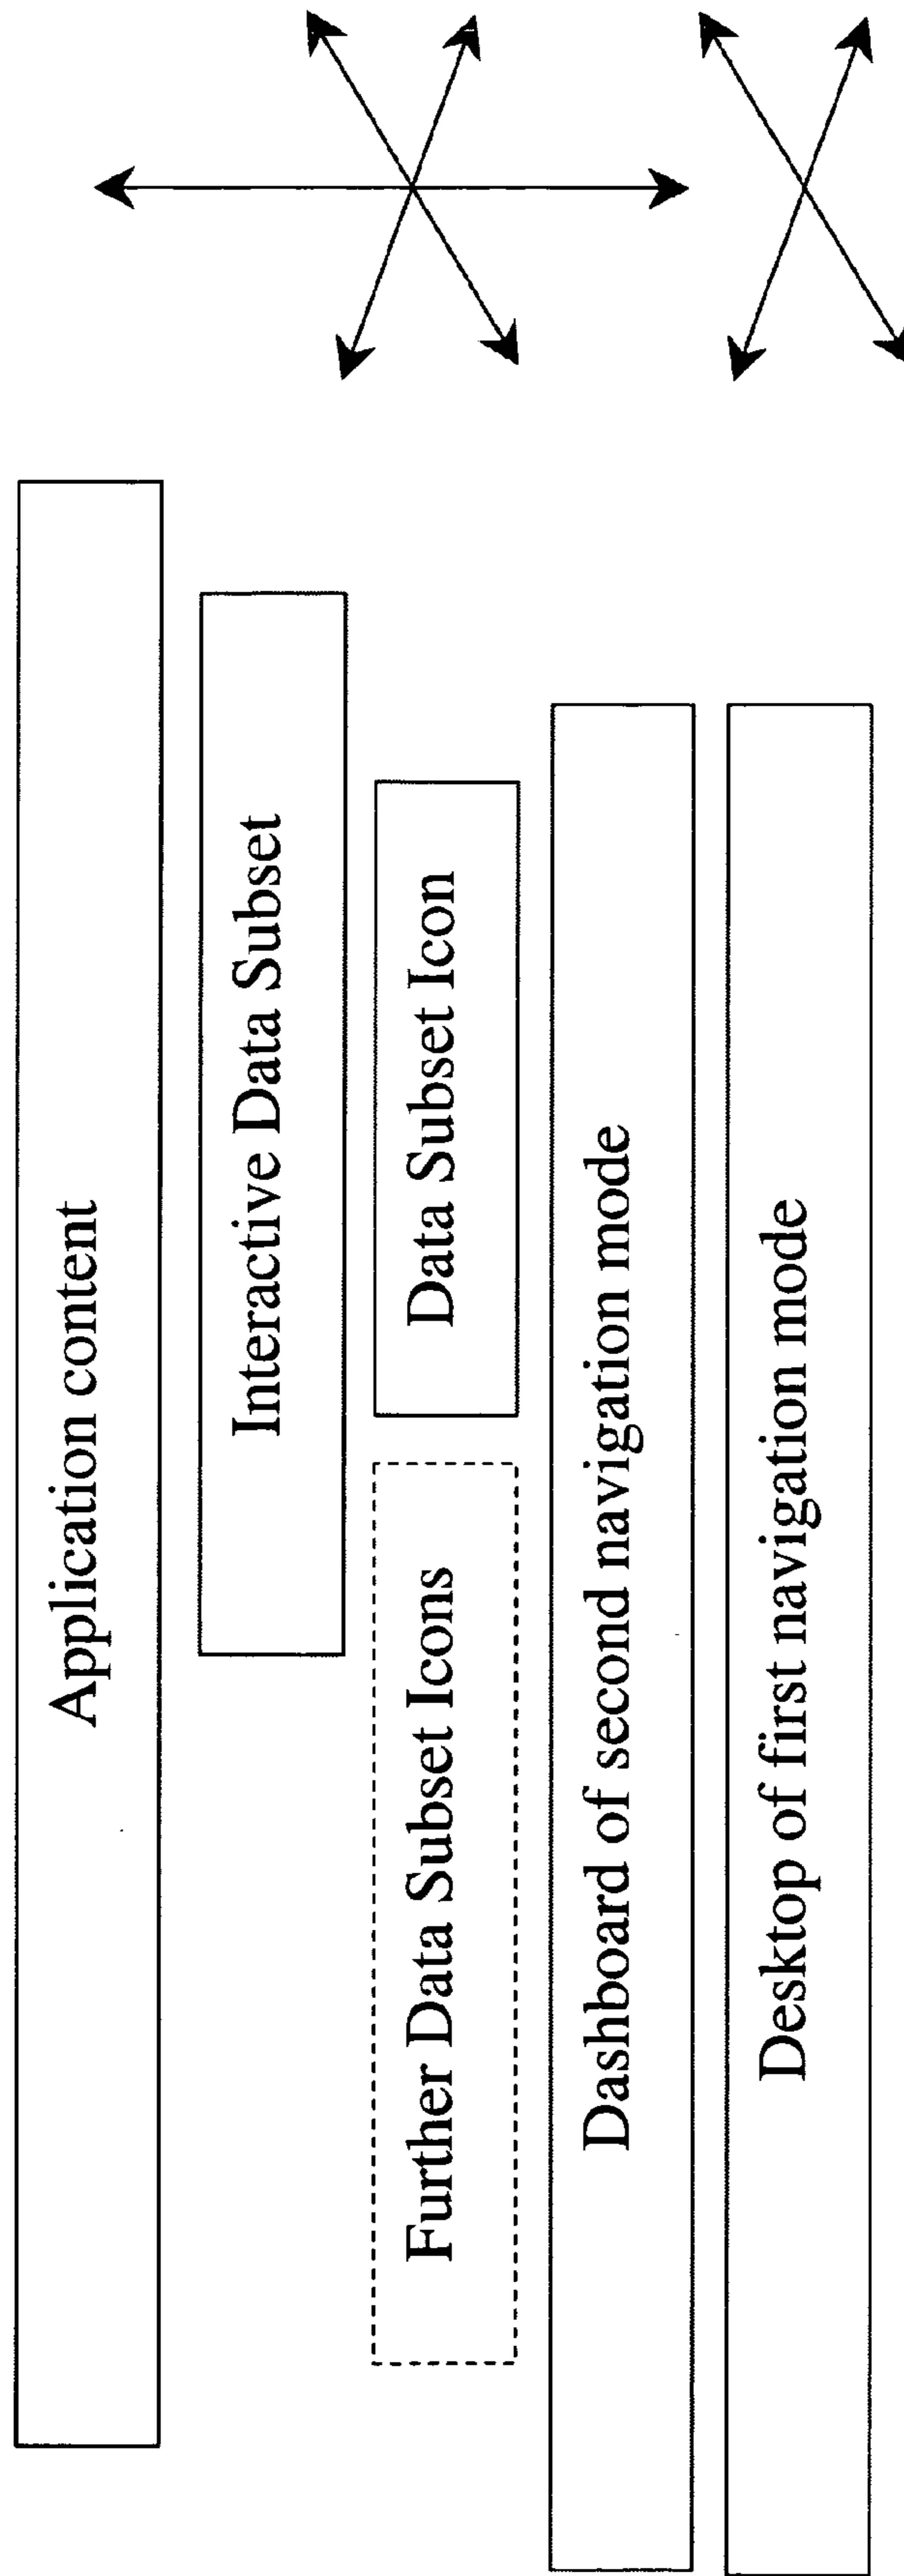 Application content
Interactive Data Subset
Further Data Subset Icons
Data Subset Icon
Dashboard of second navigation mode
Desktop of first navigation mode